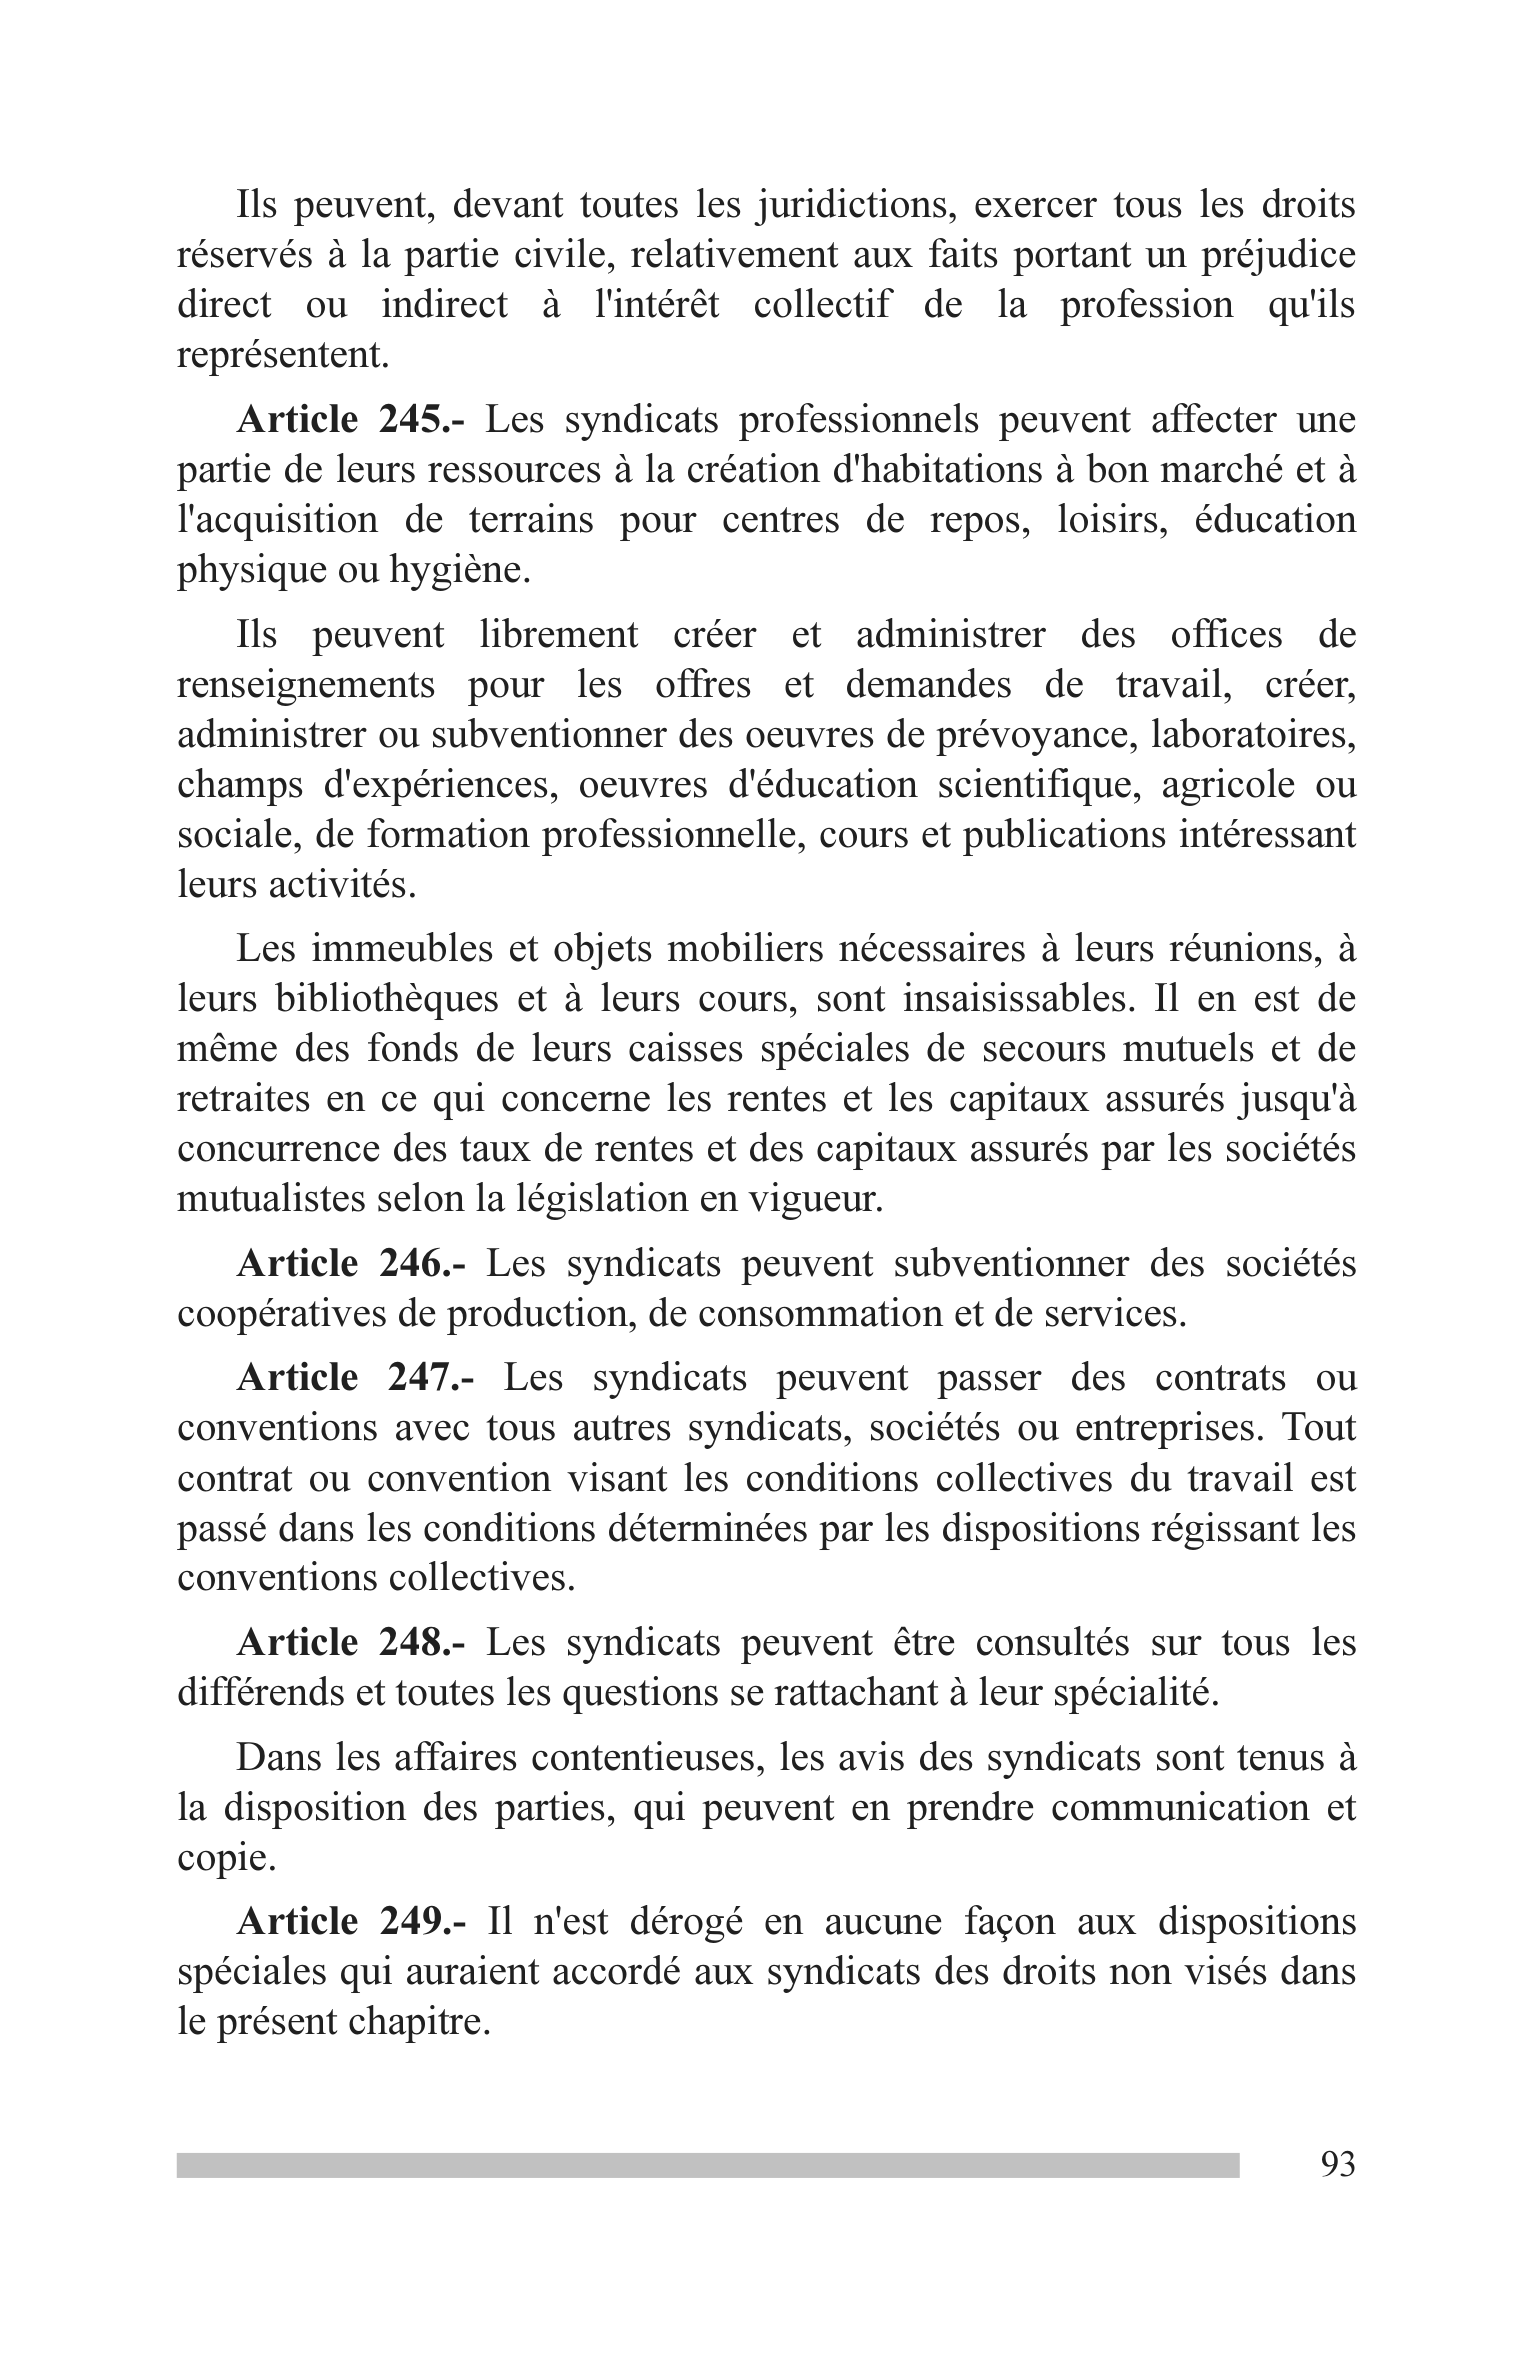 Ils peuvent, devant toutes les juridictions, exercer tous les droits
réservés à la partie civile, relativement aux faits portant un préjudice
direct ou indirect à l'intérêt collectif de la profession qu'ils
représentent.
Article 245.- Les syndicats professionnels peuvent affecter une
partie de leurs ressources à la création d'habitations à bon marché et à
l'acquisition de terrains pour centres de repos, loisirs, éducation
physique ou hygiène.
Ils peuvent librement créer et administrer des offices de
renseignements pour les offres et demandes de travail, créer,
administrer ou subventionner des oeuvres de prévoyance, laboratoires,
champs d'expériences, oeuvres d'éducation scientifique, agricole ou
sociale, de formation professionnelle, cours et publications intéressant
leurs activités.
Les immeubles et objets mobiliers nécessaires à leurs réunions, à
leurs bibliothèques et à leurs cours, sont insaisissables. Il en est de
même des fonds de leurs caisses spéciales de secours mutuels et de
retraites en ce qui concerne les rentes et les capitaux assurés jusqu'à
concurrence des taux de rentes et des capitaux assurés par les sociétés
mutualistes selon la législation en vigueur.
Article 246.- Les syndicats peuvent subventionner des sociétés
coopératives de production, de consommation et de services.
Article 247.- Les syndicats peuvent passer des contrats ou
conventions avec tous autres syndicats, sociétés ou entreprises. Tout
contrat ou convention visant les conditions collectives du travail est
passé dans les conditions déterminées par les dispositions régissant les
conventions collectives.
Article 248.- Les syndicats peuvent être consultés sur tous les
différends et toutes les questions se rattachant à leur spécialité.
Dans les affaires contentieuses, les avis des syndicats sont tenus à
la disposition des parties, qui peuvent en prendre communication et
copie.
Article 249.- Il n'est dérogé en aucune façon aux dispositions
spéciales qui auraient accordé aux syndicats des droits non visés dans
le présent chapitre.
93